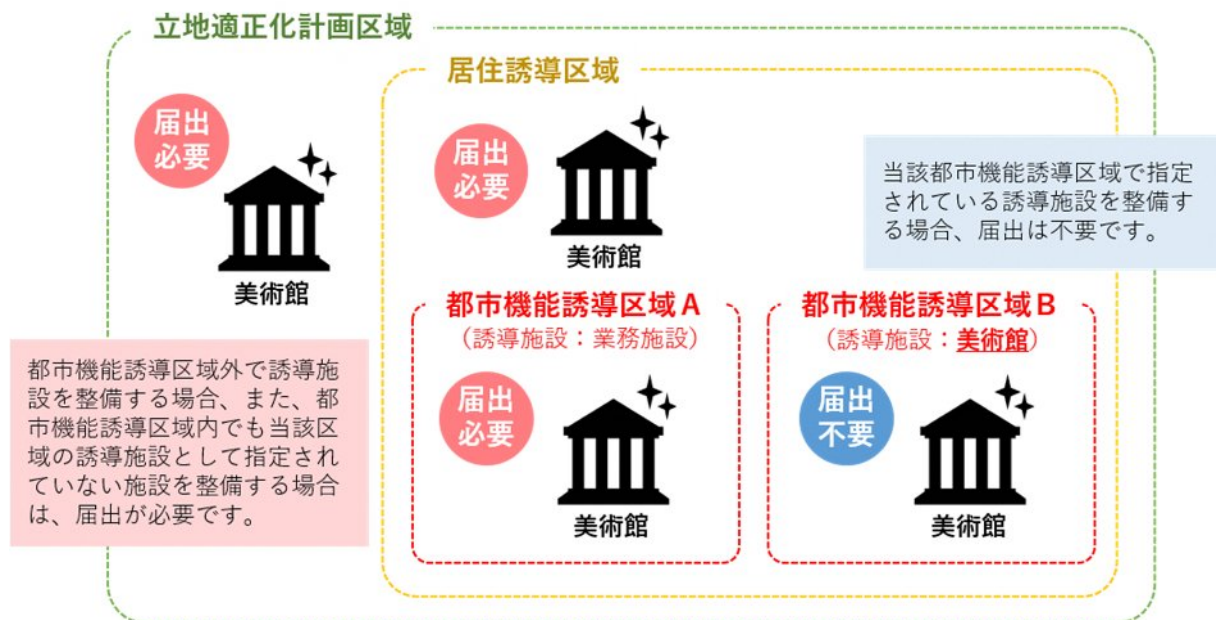 立地適正化計画区域
居住誘導区域
届出
必要
美術館
届出
必要
美術館
当該都市機能誘導区域で指定
されている誘導施設を整備す
る場合、届出は不要です。
都市機能誘導区域外で誘導施
設を整備する場合、また、都
市機能誘導区域内でも当該区
域の誘導施設として指定され
ていない施設を整備する場合
は、届出が必要です。
都市機能誘導区域A
(誘導施設:業務施設)
届出
必要
美術館
都市機能誘導区域B
(誘導施設:美術館)
届出
不要
美術館